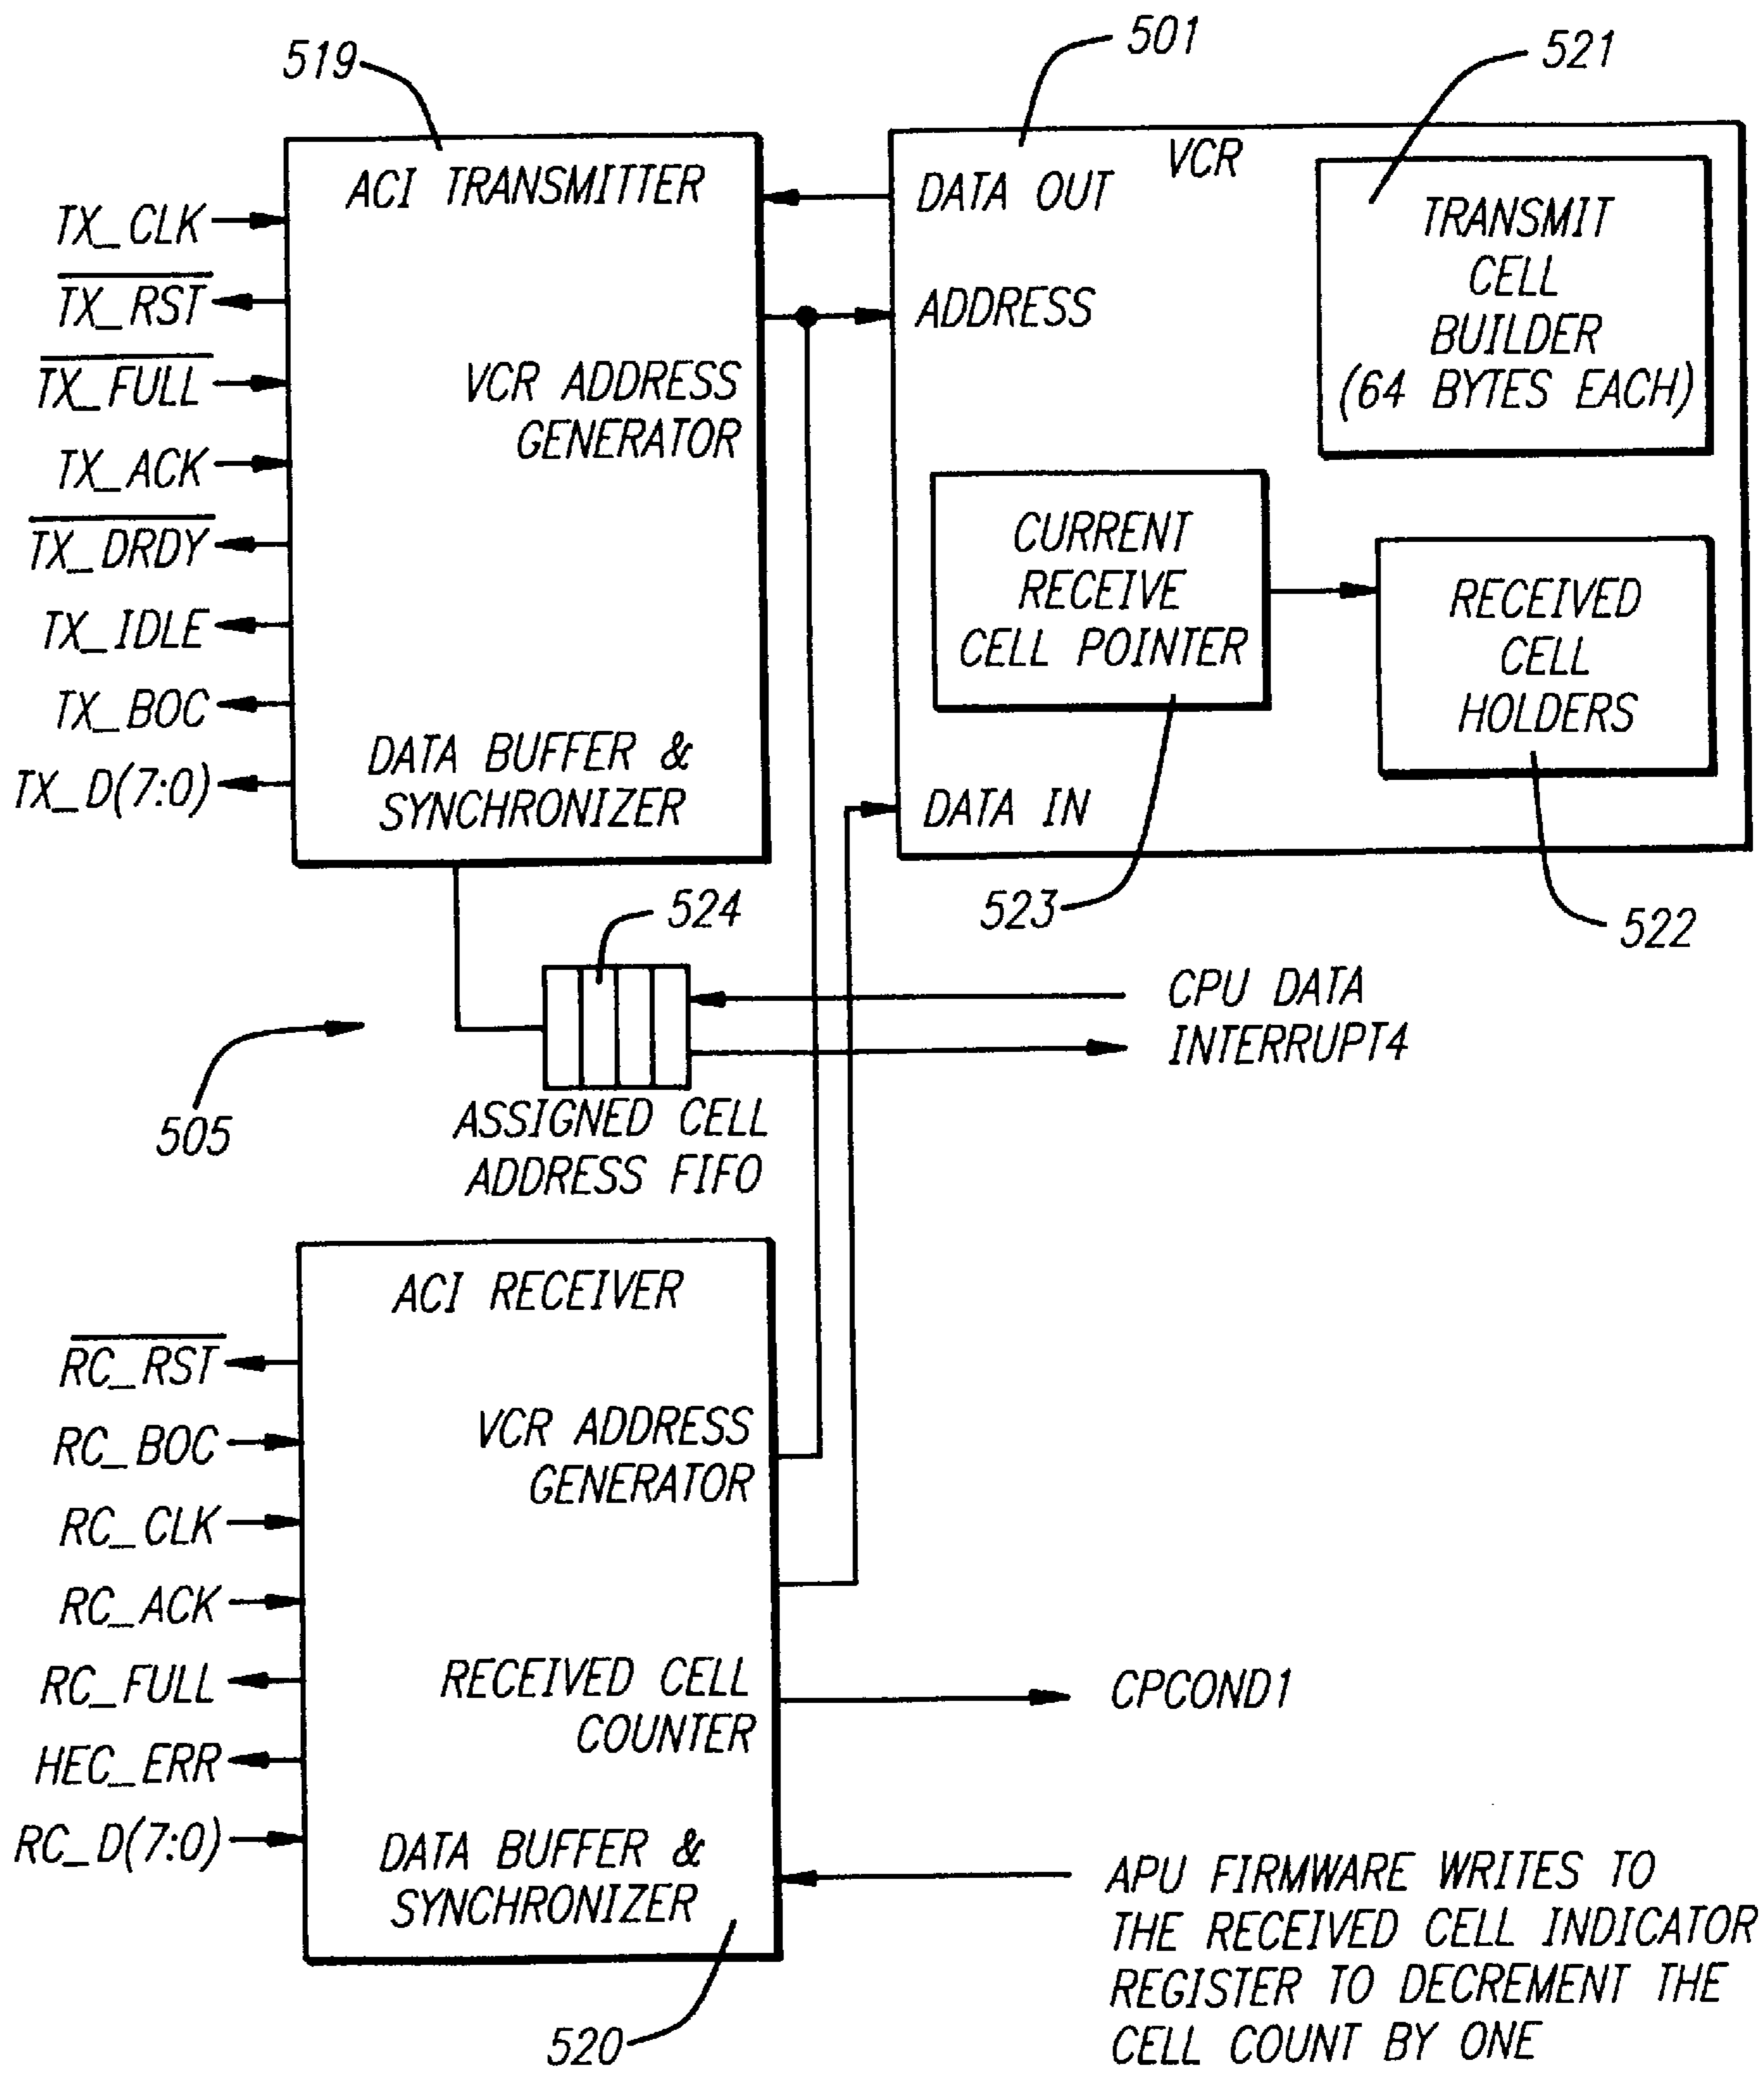 519
501
521
ACI TRANSMITTER
TX_CLK
TX_RST
TX_FULL
TX_ACK
TX_DRDY
TX_IDLE
TX_BOC
TX_D(7:0)
VCR ADDRESS
GENERATOR
DATA BUFFER &
SYNCHRONIZER
VCR
DATA OUT
ADDRESS
DATA IN
TRANSMIT
CELL
BUILDER
(64 BYTES EACH)
CURRENT
RECEIVE
CELL POINTER
RECEIVED
CELL
HOLDERS
523
522
524
CPU DATA
INTERRUPT4
505
ASSIGNED CELL
ADDRESS FIFO
ACI RECEIVER
RC_RST
RC_BOC
RC_CLK
RC_ACK
RC_FULL
HEC_ERR
RC_D(7:0)
VCR ADDRESS
GENERATOR
RECEIVED CELL
COUNTER
DATA BUFFER &
SYNCHRONIZER
CPCOND1
APU FIRMWARE WRITES TO
THE RECEIVED CELL INDICATOR
REGISTER TO DECREMENT THE
CELL COUNT BY ONE
520